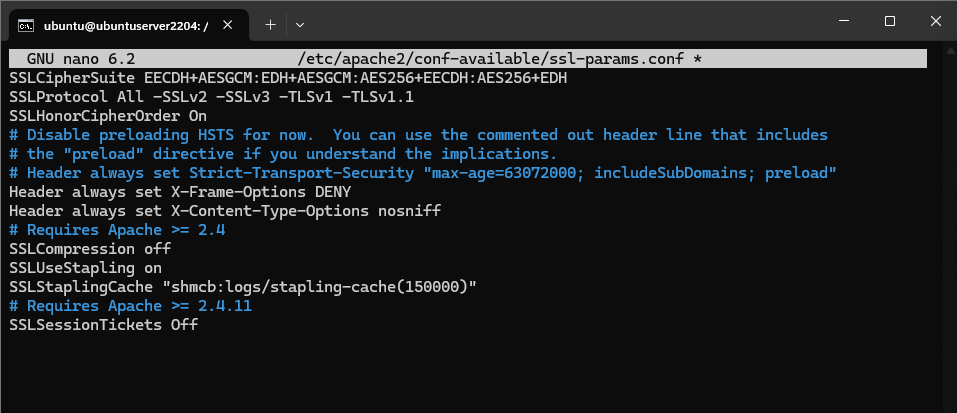 ubuntu@ubuntuserver2204: /
GNU nano 6.2 /etc/apache2/conf-available/ssl-params.conf *
SSLCipherSuite EECDH+AESGCM:EDH+AESGCM:AES256+EECDH:AES256+EDH
SSLProtocol All -SSLv2 -SSLv3 -TLSv1 -TLSv1.1
SSLHonorCipherOrder On
# Disable preloading HSTS for now.  You can use the commented out header line that includes
# the "preload" directive if you understand the implications.
# Header always set Strict-Transport-Security "max-age=63072000; includeSubDomains; preload"
Header always set X-Frame-Options DENY
Header always set X-Content-Type-Options nosniff
# Requires Apache >= 2.4
SSLCompression off
SSLUseStapling on
SSLStaplingCache "shmcb:logs/stapling-cache(150000)"
# Requires Apache >= 2.4.11
SSLSessionTickets Off